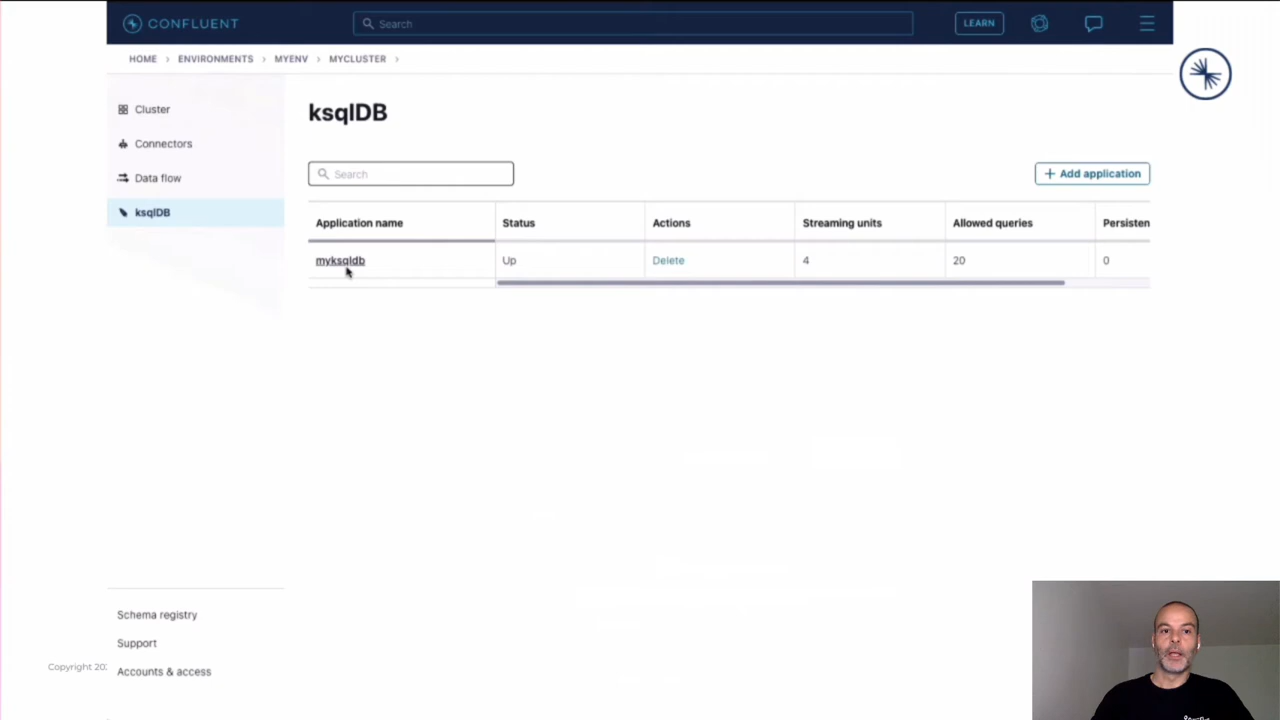 CONFLUENT
Search
LEARN
HOME > ENVIRONMENTS > MYENV > MYCLUSTER >
Cluster
Connectors
Data flow
ksqlDB
ksqlDB
Search
+ Add application
Application name Status Actions Streaming units Allowed queries Persisten
myksqldb Up Delete 4 20 0
Schema registry
Support
Accounts & access
Copyright 20